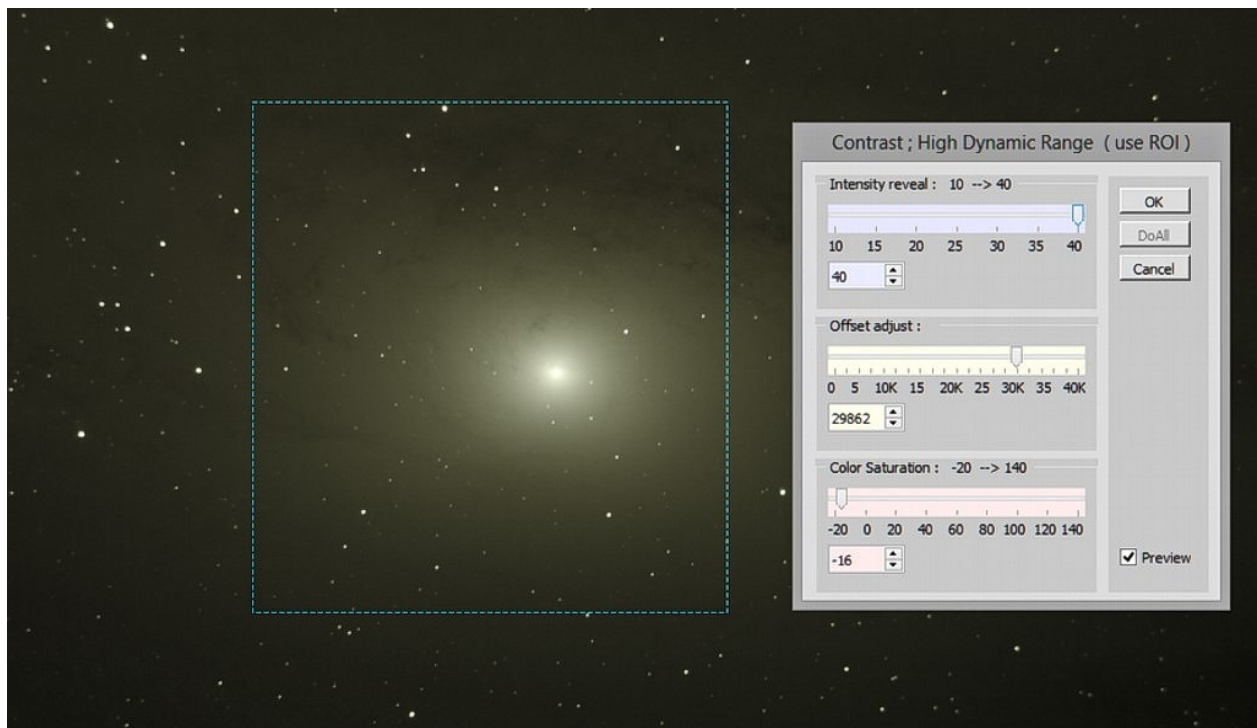 Contrast ; High Dynamic Range ( use ROI )
Intensity reveal : 10 --> 40
10 15 20 25 30 35 40
40
Offset adjust :
0 5 10K 15 20K 25 30K 35 40K
29862
Color Saturation : -20 --> 140
-20 0 20 40 60 80 100 120 140
-16
OK
DoAll
Cancel
Preview